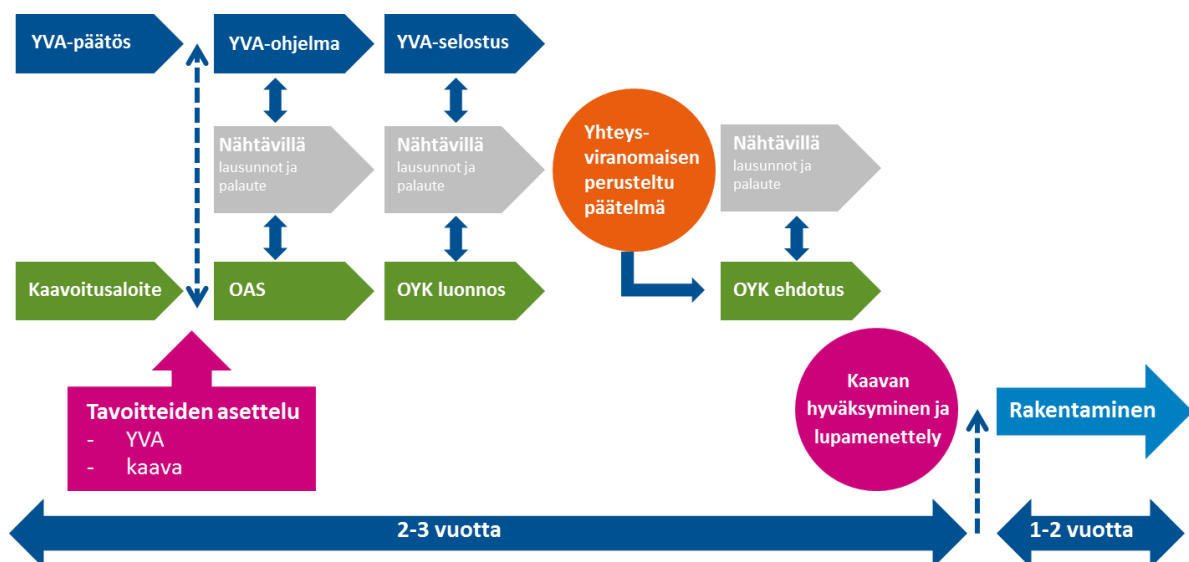 YVA-päätös
YVA-ohjelma
YVA-selostus
Nähtävillä
lausunnot ja
palaute
Nähtävillä
lausunnot ja
palaute
Yhteys-
viranomaisen
perusteltu
päätelmä
Nähtävillä
lausunnot ja
palaute
Kaavoitusaloite
OAS
OYK luonnos
OYK ehdotus
Tavoitteiden asettelu
- YVA
- kaava
Kaavan
hyväksyminen ja
lupamenettely
Rakentaminen
2-3 vuotta
1-2 vuotta